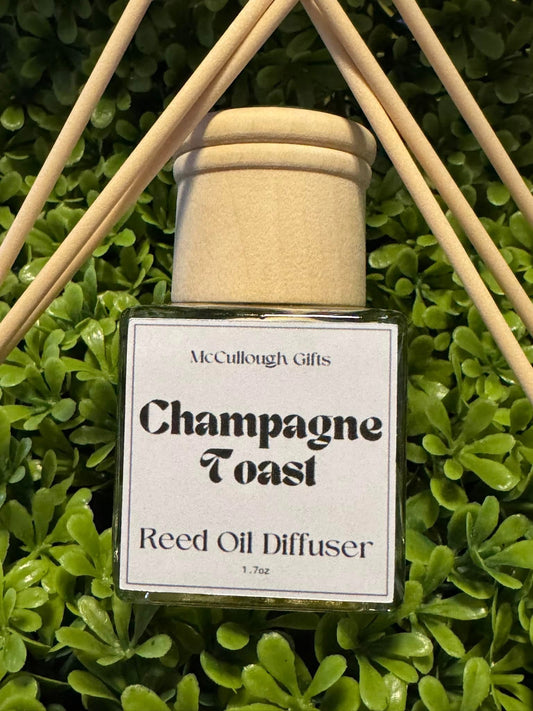 McCullough Gifts
Champagne
Toast
Reed Oil Diffuser
1.7oz